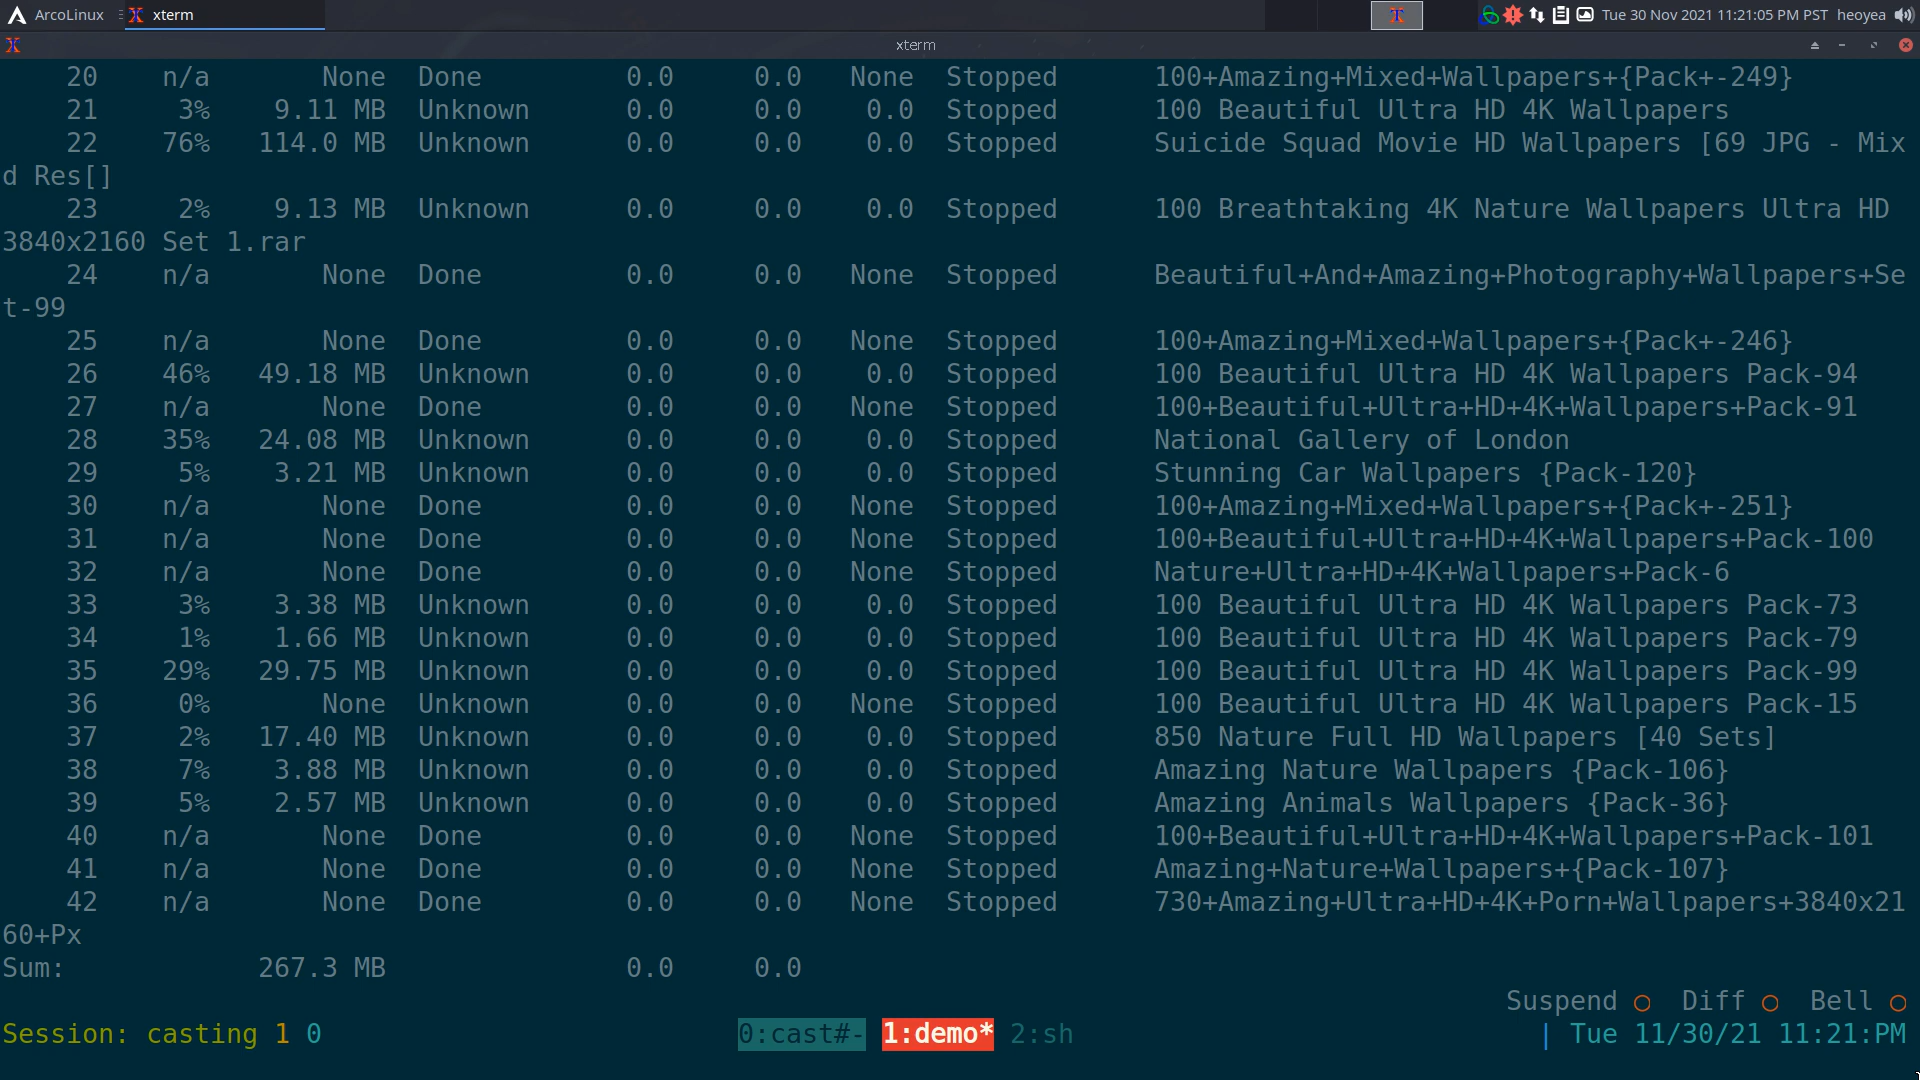 ArcoLinux xterm Tue 30 Nov 2021 11:21:05 PM PST heoyea
xterm
20 n/a None Done 0.0 0.0 None Stopped 100+Amazing+Mixed+Wallpapers+{Pack+-249}
21 3% 9.11 MB Unknown 0.0 0.0 0.0 Stopped 100 Beautiful Ultra HD 4K Wallpapers
22 76% 114.0 MB Unknown 0.0 0.0 0.0 Stopped Suicide Squad Movie HD Wallpapers [69 JPG - Mix
d Res[]
23 2% 9.13 MB Unknown 0.0 0.0 0.0 Stopped 100 Breathtaking 4K Nature Wallpapers Ultra HD
3840x2160 Set 1.rar
24 n/a None Done 0.0 0.0 None Stopped Beautiful+And+Amazing+Photography+Wallpapers+Se
t-99
25 n/a None Done 0.0 0.0 None Stopped 100+Amazing+Mixed+Wallpapers+{Pack+-246}
26 46% 49.18 MB Unknown 0.0 0.0 0.0 Stopped 100 Beautiful Ultra HD 4K Wallpapers Pack-94
27 n/a None Done 0.0 0.0 None Stopped 100+Beautiful+Ultra+HD+4K+Wallpapers+Pack-91
28 35% 24.08 MB Unknown 0.0 0.0 0.0 Stopped National Gallery of London
29 5% 3.21 MB Unknown 0.0 0.0 0.0 Stopped Stunning Car Wallpapers {Pack-120}
30 n/a None Done 0.0 0.0 None Stopped 100+Amazing+Mixed+Wallpapers+{Pack+-251}
31 n/a None Done 0.0 0.0 None Stopped 100+Beautiful+Ultra+HD+4K+Wallpapers+Pack-100
32 n/a None Done 0.0 0.0 None Stopped Nature+Ultra+HD+4K+Wallpapers+Pack-6
33 3% 3.38 MB Unknown 0.0 0.0 0.0 Stopped 100 Beautiful Ultra HD 4K Wallpapers Pack-73
34 1% 1.66 MB Unknown 0.0 0.0 0.0 Stopped 100 Beautiful Ultra HD 4K Wallpapers Pack-79
35 29% 29.75 MB Unknown 0.0 0.0 0.0 Stopped 100 Beautiful Ultra HD 4K Wallpapers Pack-99
36 0% None Unknown 0.0 0.0 None Stopped 100 Beautiful Ultra HD 4K Wallpapers Pack-15
37 2% 17.40 MB Unknown 0.0 0.0 0.0 Stopped 850 Nature Full HD Wallpapers [40 Sets]
38 7% 3.88 MB Unknown 0.0 0.0 0.0 Stopped Amazing Nature Wallpapers {Pack-106}
39 5% 2.57 MB Unknown 0.0 0.0 0.0 Stopped Amazing Animals Wallpapers {Pack-36}
40 n/a None Done 0.0 0.0 None Stopped 100+Beautiful+Ultra+HD+4K+Wallpapers+Pack-101
41 n/a None Done 0.0 0.0 None Stopped Amazing+Nature+Wallpapers+{Pack-107}
42 n/a None Done 0.0 0.0 None Stopped 730+Amazing+Ultra+HD+4K+Porn+Wallpapers+3840x21
60+Px
Sum: 267.3 MB 0.0 0.0
Suspend ○ Diff ○ Bell ○
Session: casting 1 0 0:cast#- 1:demo* 2:sh | Tue 11/30/21 11:21:PM